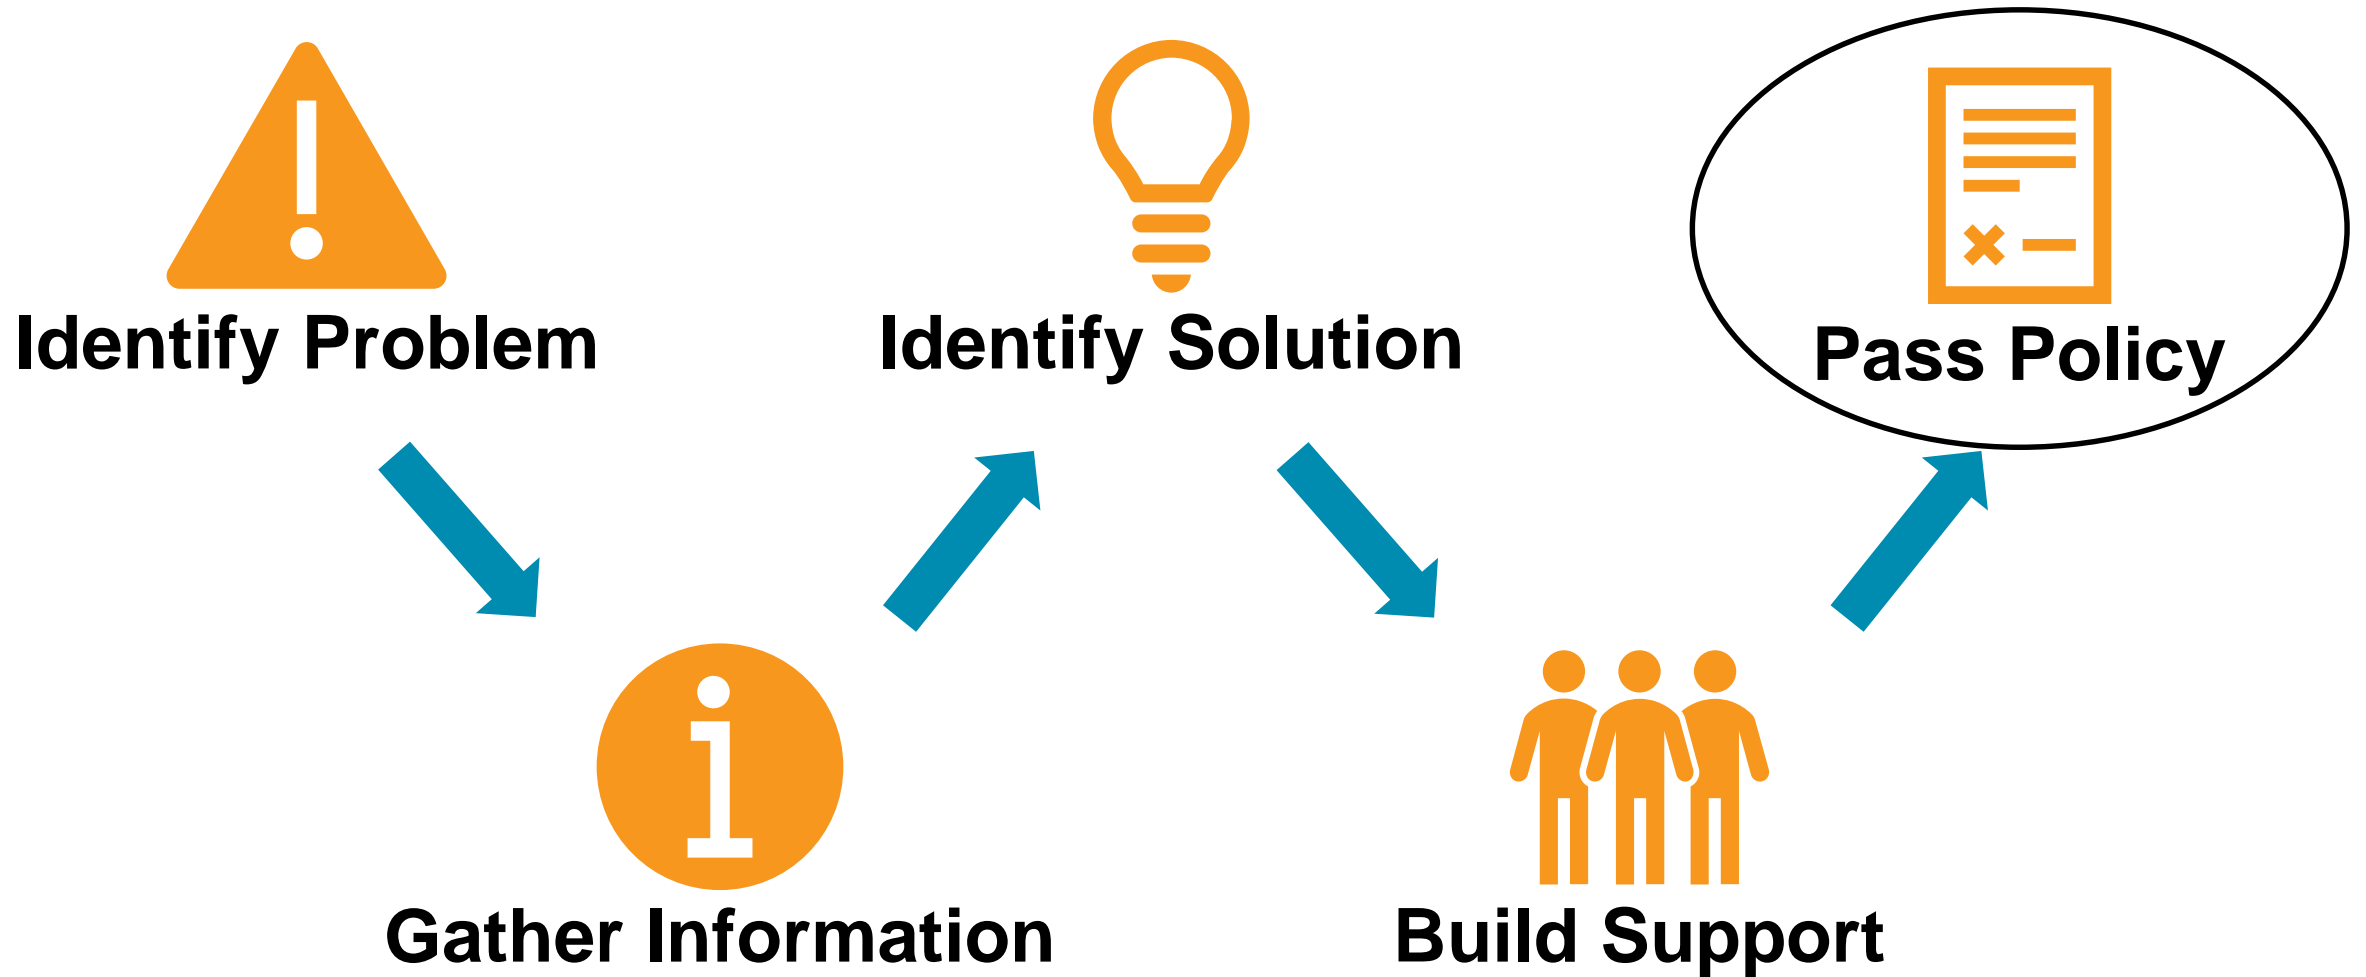 Identify Problem
Identify Solution
Pass Policy
Gather Information
Build Support